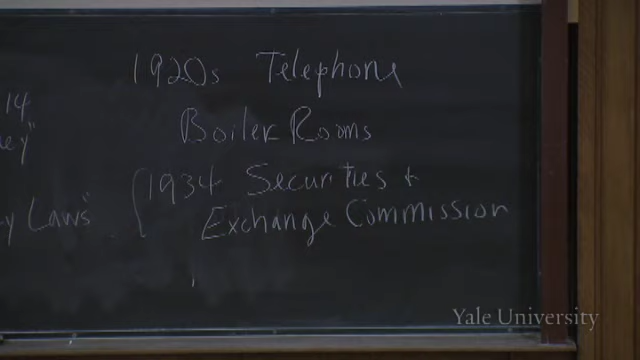 1920s Telephone
Boiler Rooms
14
ey"
1934 Securities +
y Laws"
Exchange Commission
Yale University